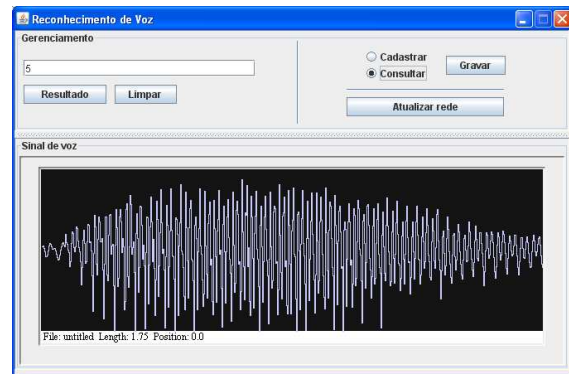 Reconhecimento de Voz
Gerenciamento
5
Resultado
Limpar
Cadastrar
Consultar
Gravar
Atualizar rede
Sinal de voz
File: untitled Length: 1.75 Position: 0.0